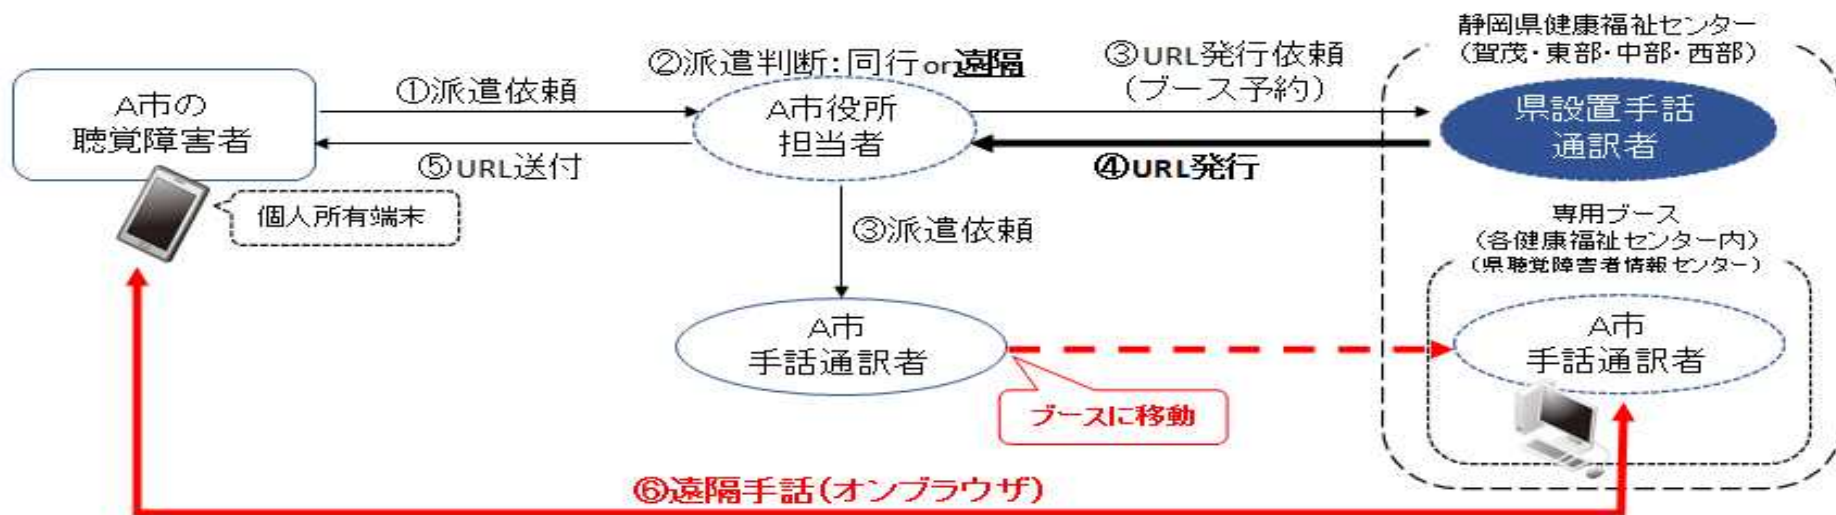 静岡県健康福祉センター
（賀茂・東部・中部・西部）
②派遣判断：同行or遠隔
③URL発行依頼
（ブース予約）
A市の
聴覚障害者
①派遣依頼
A市役所
担当者
県設置手話
通訳者
⑤URL送付
④URL発行
個人所有端末
③派遣依頼
専用ブース
（各健康福祉センター内）
（県聴覚障害者情報センター）
A市
手話通訳者
A市
手話通訳者
ブースに移動
⑥遠隔手話（オンブラウザ）